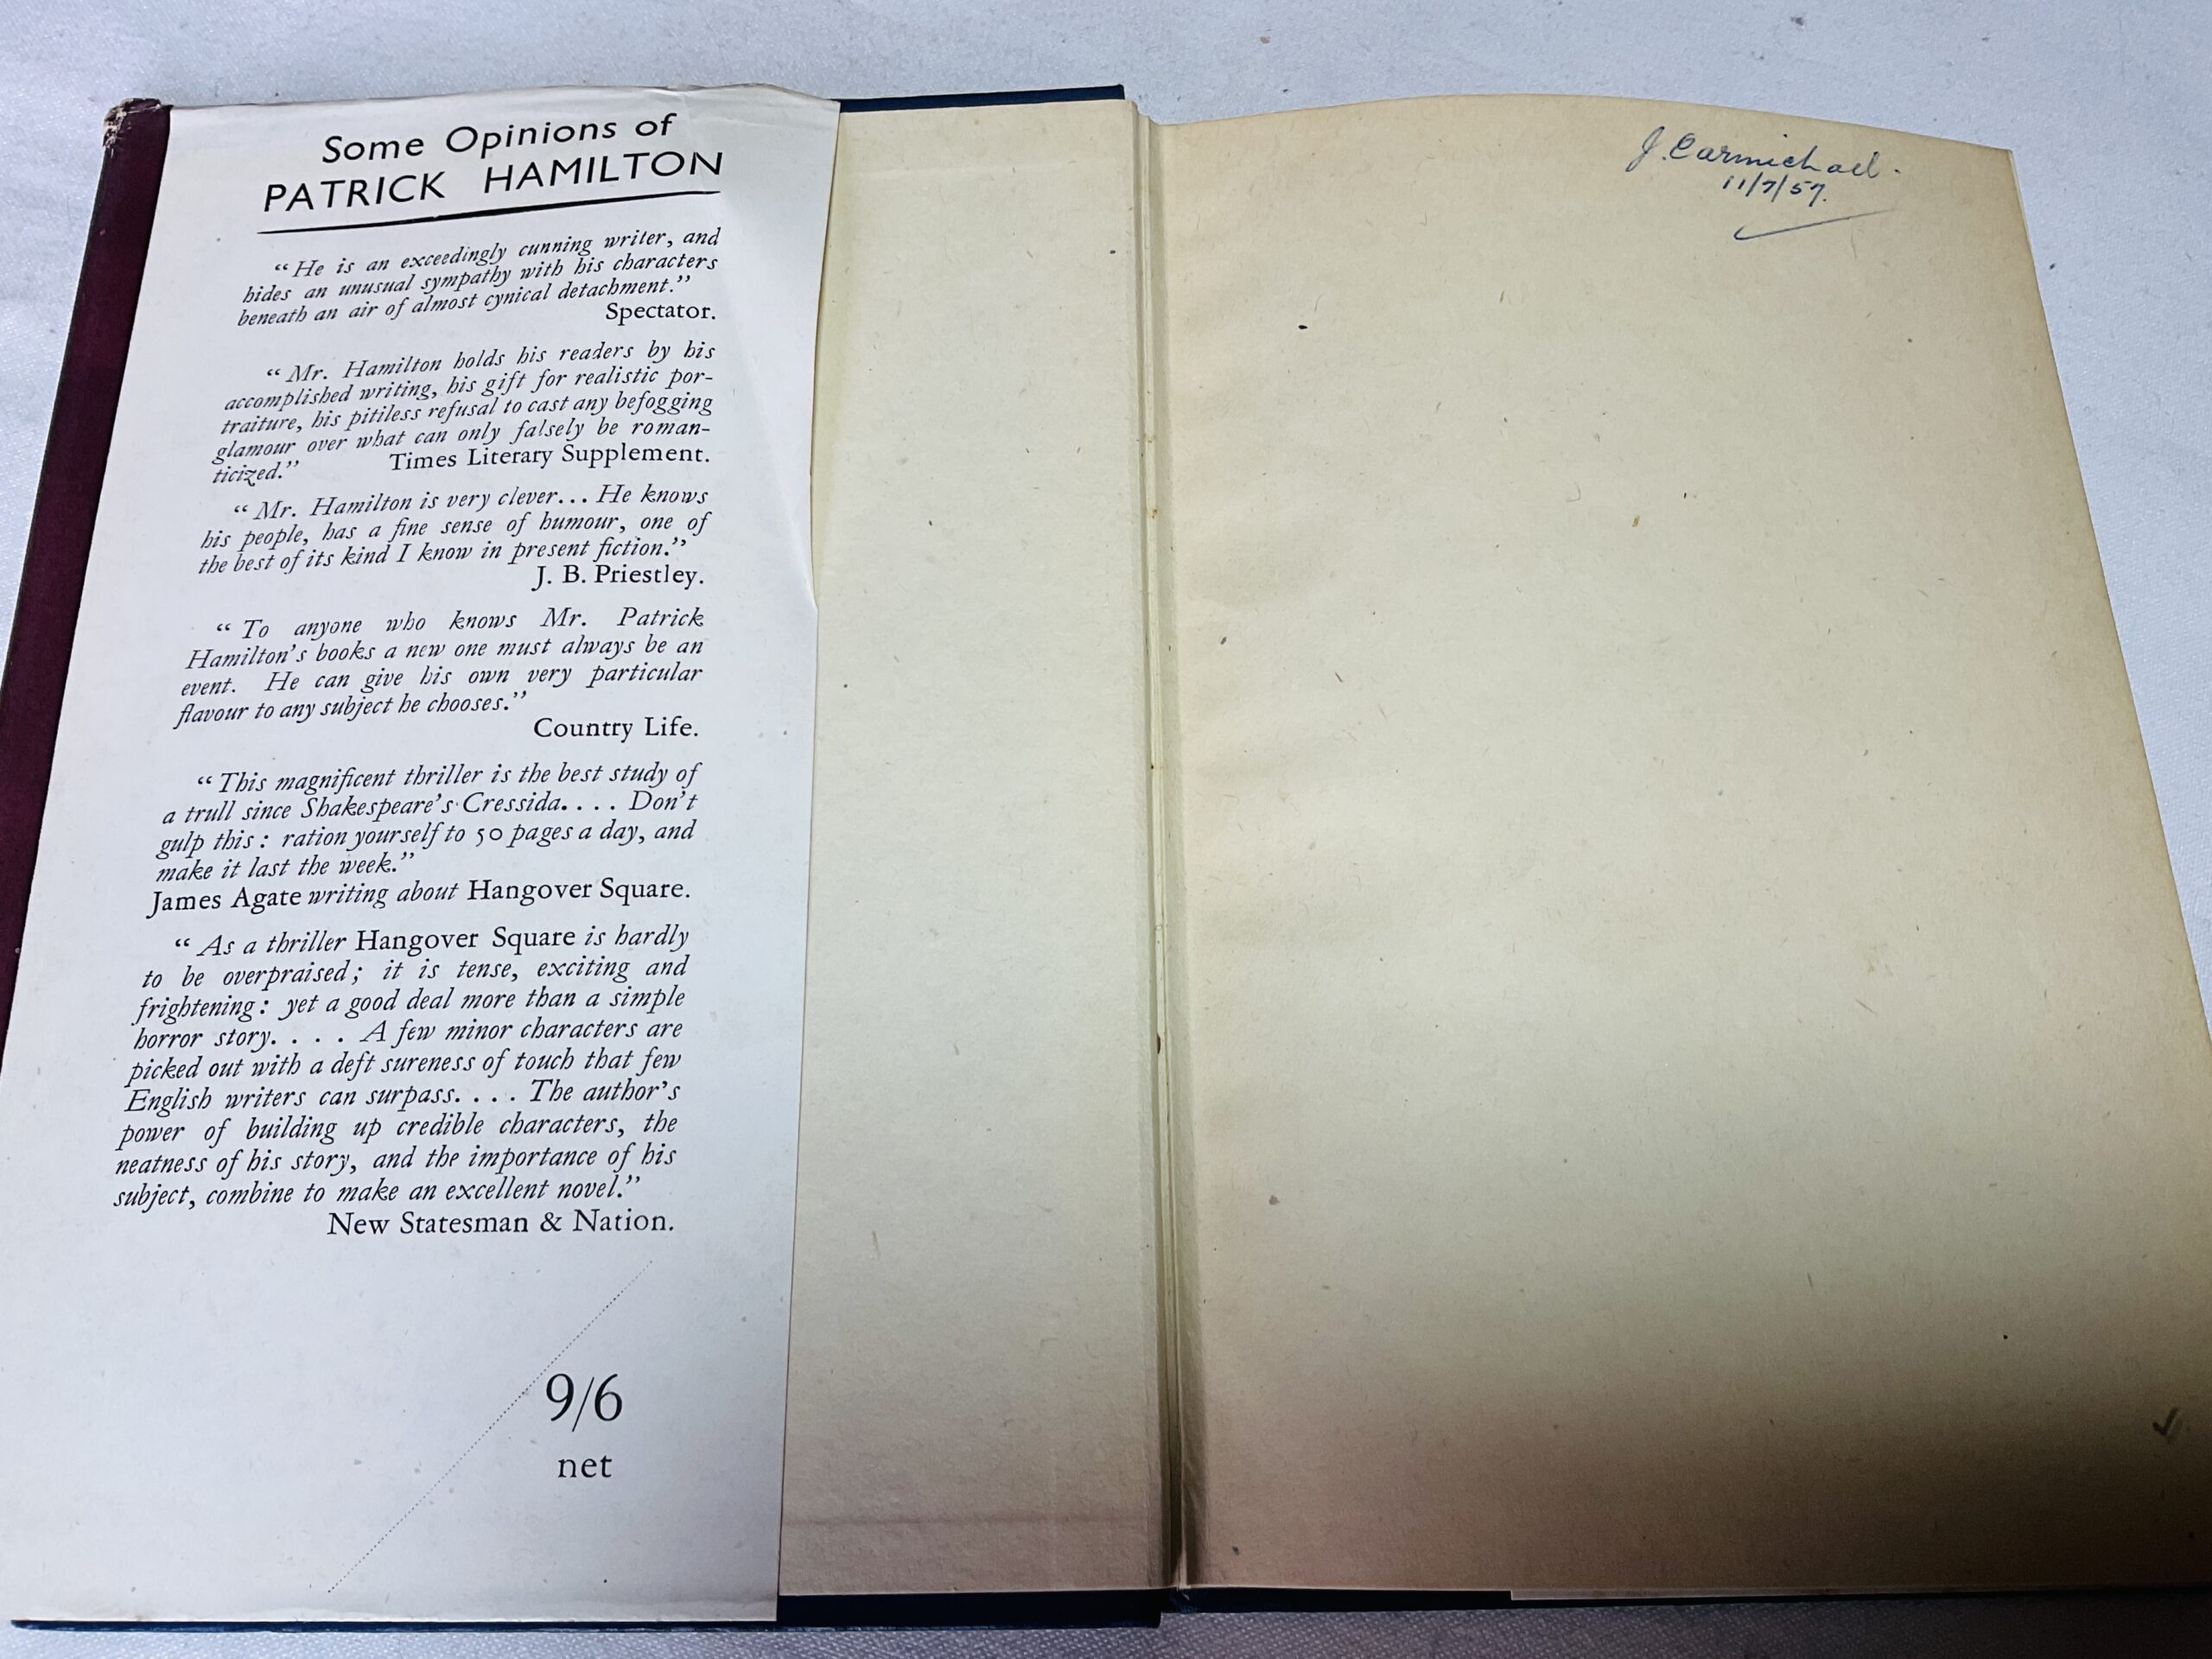 Some Opinions of
PATRICK HAMILTON
“He is an exceedingly cunning writer, and
hides an unusual sympathy with his characters
beneath an air of almost cynical detachment.”
Spectator.
“Mr. Hamilton holds his readers by his
accomplished writing, his gift for realistic por-
traiture, his pitiless refusal to cast any befogging
glamour over what can only falsely be roman-
ticized.” Times Literary Supplement.
“Mr. Hamilton is very clever... He knows
his people, has a fine sense of humour, one of
the best of its kind I know in present fiction.”
J. B. Priestley.
“To anyone who knows Mr. Patrick
Hamilton’s books a new one must always be an
event. He can give his own very particular
flavour to any subject he chooses.”
Country Life.
“This magnificent thriller is the best study of
a trull since Shakespeare’s Cressida.... Don’t
gulp this: ration yourself to 50 pages a day, and
make it last the week.”
James Agate writing about Hangover Square.
“As a thriller Hangover Square is hardly
to be overpraised; it is tense, exciting and
frightening: yet a good deal more than a simple
horror story.... A few minor characters are
picked out with a deft sureness of touch that few
English writers can surpass.... The author’s
power of building up credible characters, the
neatness of his story, and the importance of his
subject, combine to make an excellent novel.”
New Statesman & Nation.
9/6
net
J. Carmichael.
11/7/57.